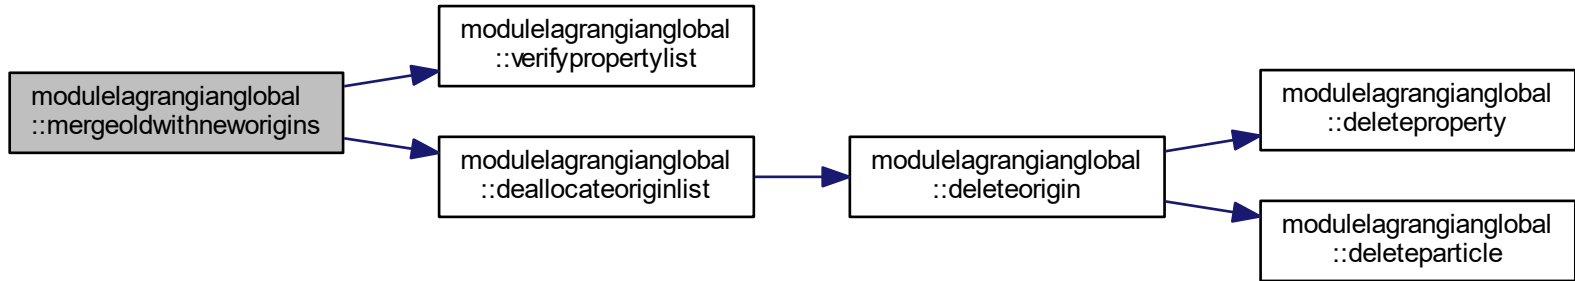 modulelagrangianglobal
::mergeoldwithneworigins
modulelagrangianglobal
::verifypropertylist
modulelagrangianglobal
::deallocateoriginlist
modulelagrangianglobal
::deleteorigin
modulelagrangianglobal
::deleteproperty
modulelagrangianglobal
::deleteparticle